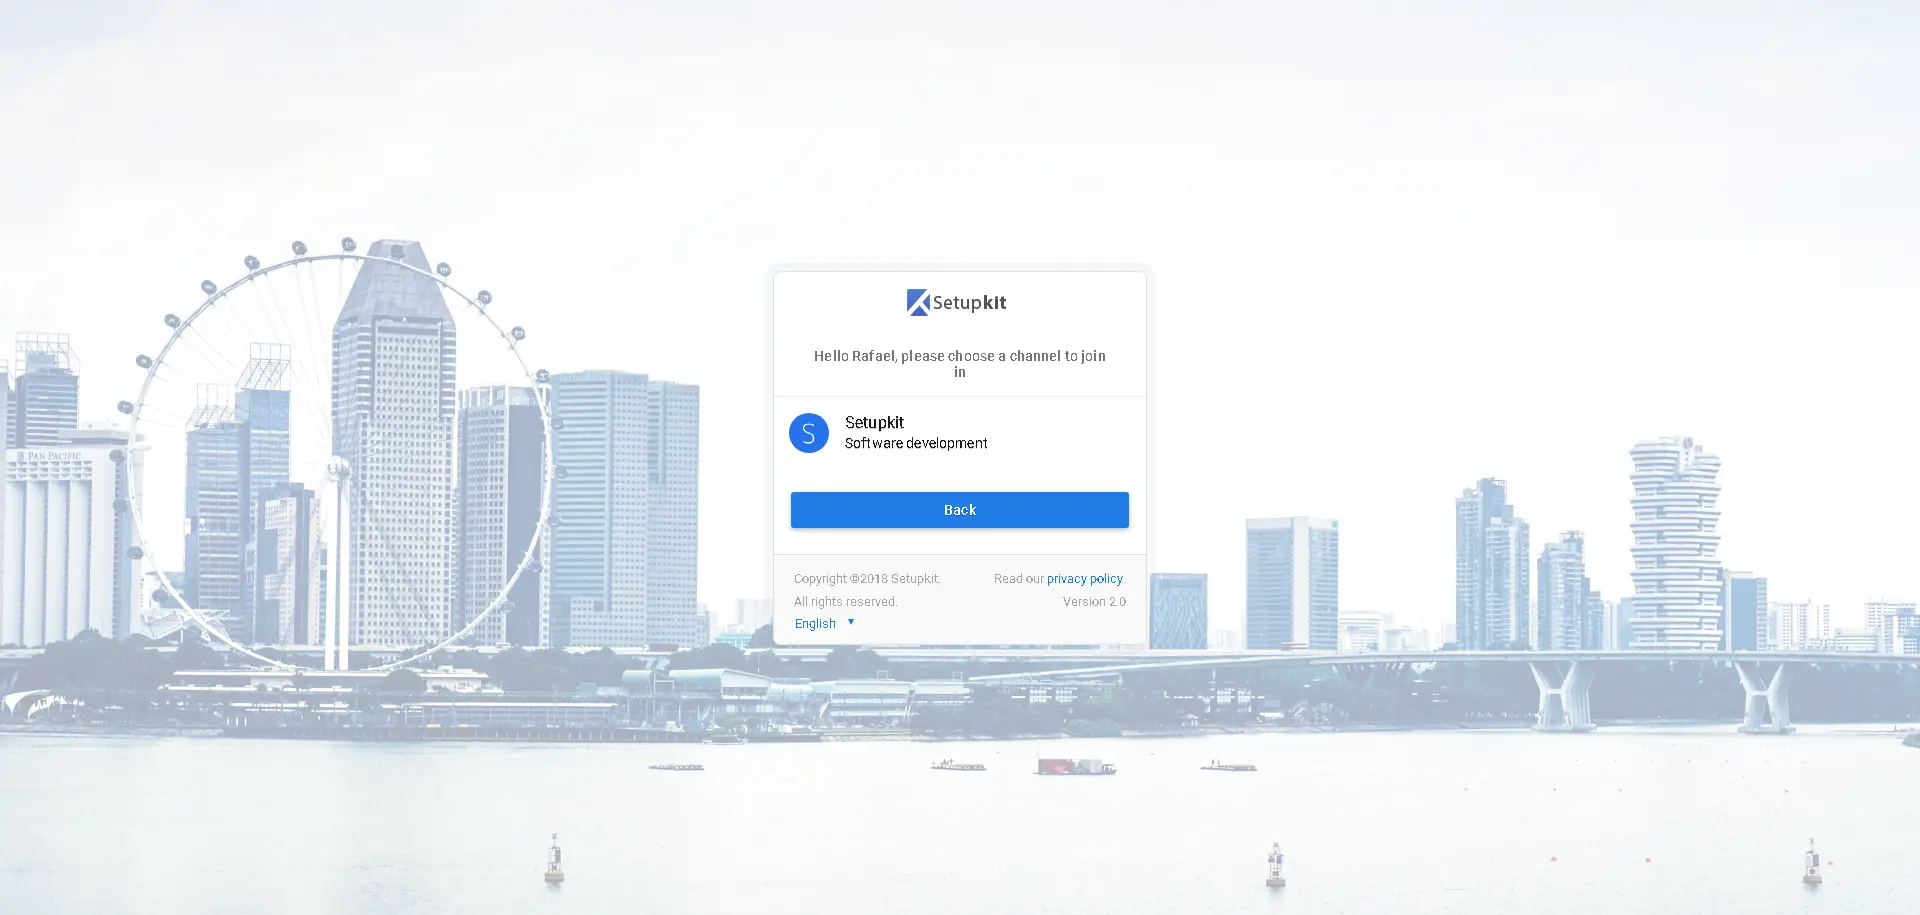 PAN PACIFIC
Setupkit
Hello Rafael, please choose a channel to join
in
S
Setupkit
Software development
Back
Copyright ©2018 Setupkit.
Read our privacy policy.
All rights reserved.
Version 2.0
English